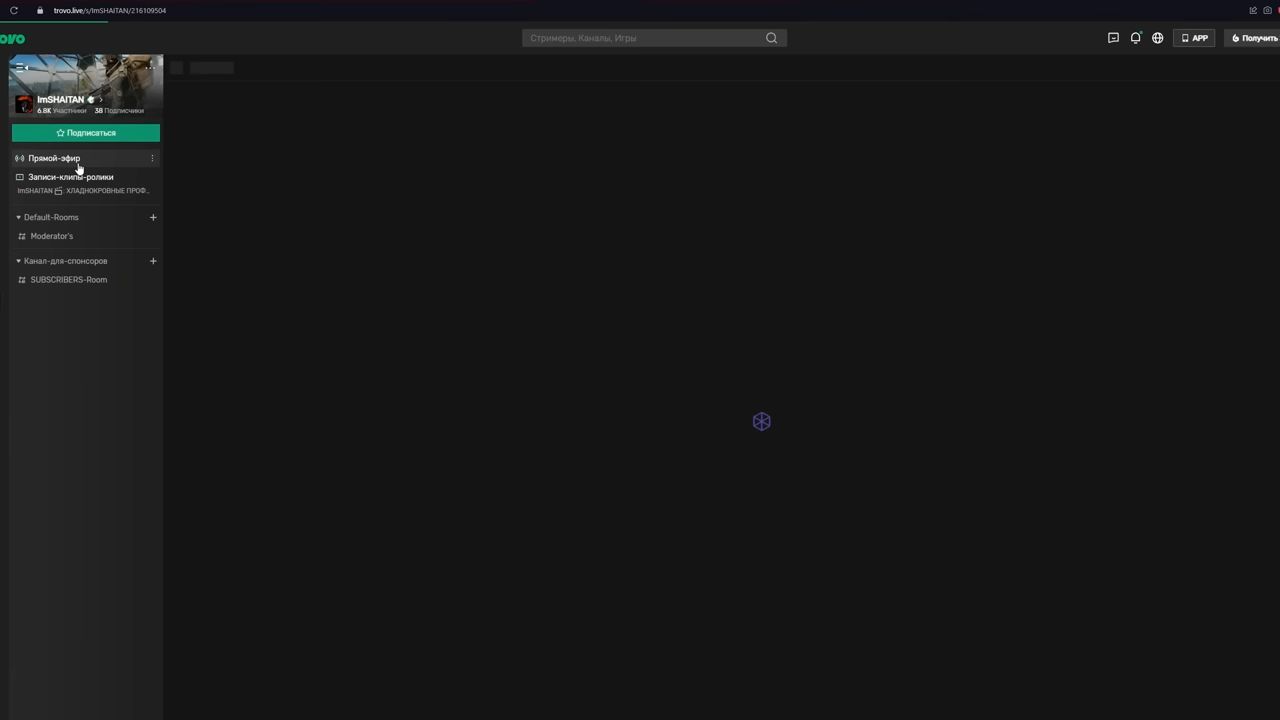 trovo.live/s/ImSHAITAN/216109504
ovo
Стримеры, Каналы, Игры
APP
Получить
ImSHAITAN
6.8K Участники 38 Подписчики
Подписаться
Прямой-эфир
Записи-клипы-ролики
ImSHAITAN : ХЛАДНОКРОВНЫЕ ПРОФ...
Default-Rooms
Moderator's
Канал-для-спонсоров
SUBSCRIBERS-Room